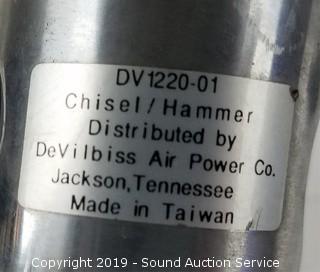 DV1220-01
Chisel/Hammer
Distributed by
DeVilbiss Air Power Co.
Jackson, Tennessee
Made in Taiwan
Copyright 2019 - Sound Auction Service